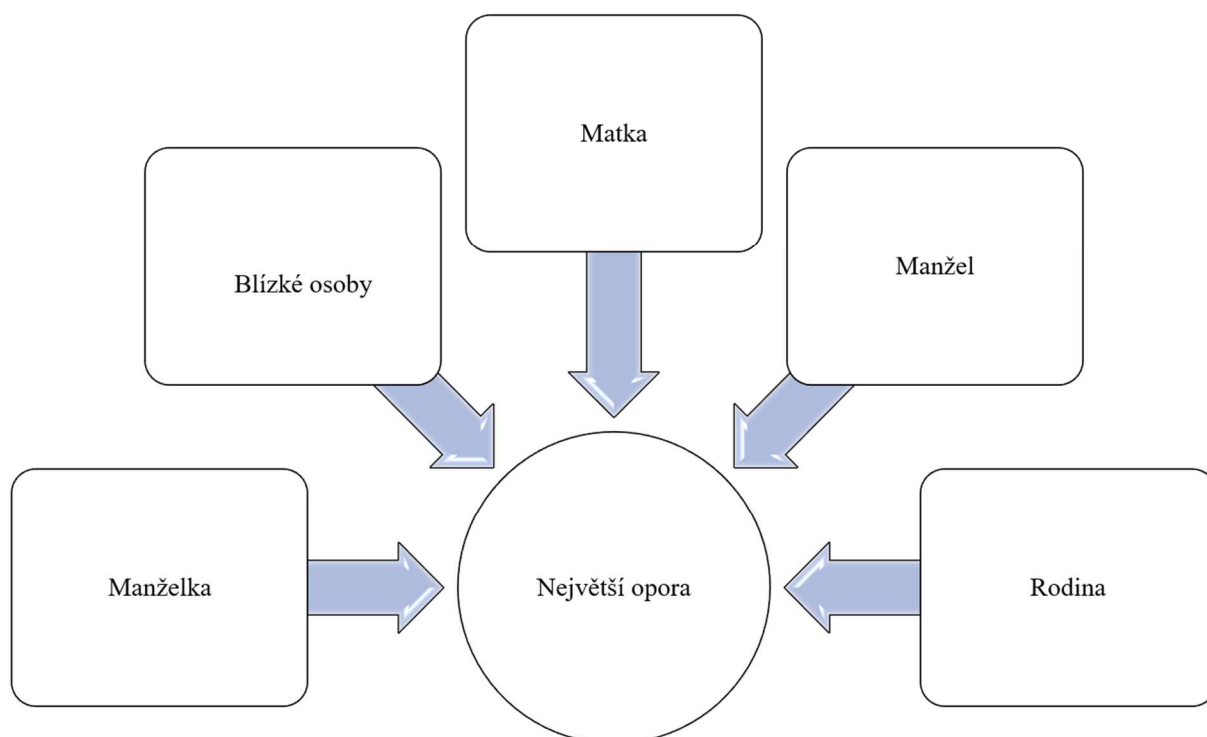 Matka
Blízké osoby
Manžel
Manželka
Největší opora
Rodina